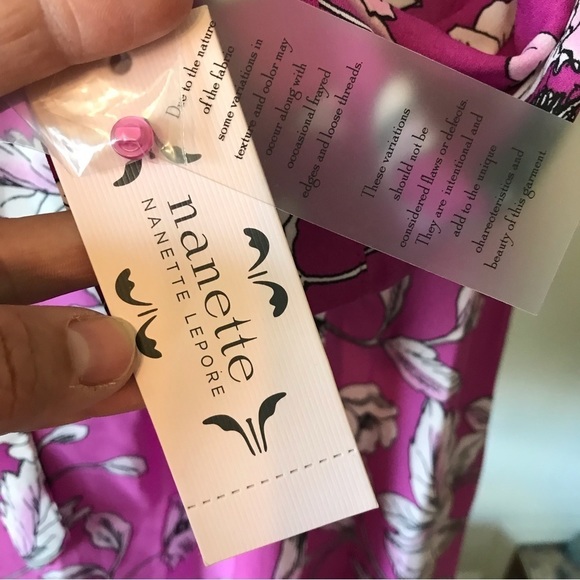 Due to the nature
of the fabric
some variations in
texture and color may
occur along with
occasional frayed
edges and loose threads.
These variations
should not be
considered flaws or defects.
They are intentional and
add to the unique
charecteristics and
beauty of this garment
nanette
NANETTE LEPORE